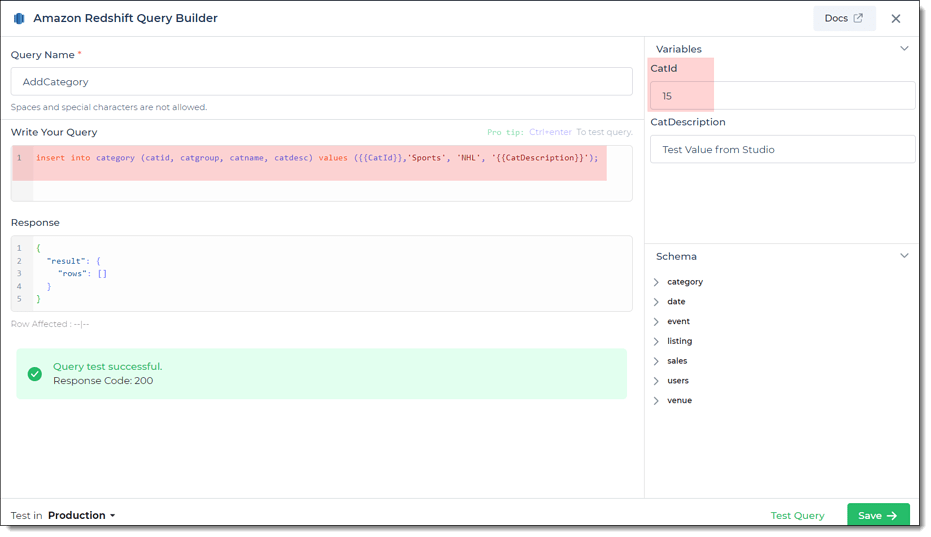 Amazon Redshift Query Builder
Docs
Query Name *
AddCategory
Spaces and special characters are not allowed.
Write Your Query
Pro tip: Ctrl+enter To test query.
1 insert into category (catid, catgroup, catname, catdesc) values ({{CatId}},'Sports', 'NHL', '{{CatDescription}}');
Response
1 {
2 "result": {
3 "rows": []
4 }
5 }
Row Affected : --|--
Query test successful.
Response Code: 200
Variables
CatId
15
CatDescription
Test Value from Studio
Schema
category
date
event
listing
sales
users
venue
Test in Production
Test Query
Save